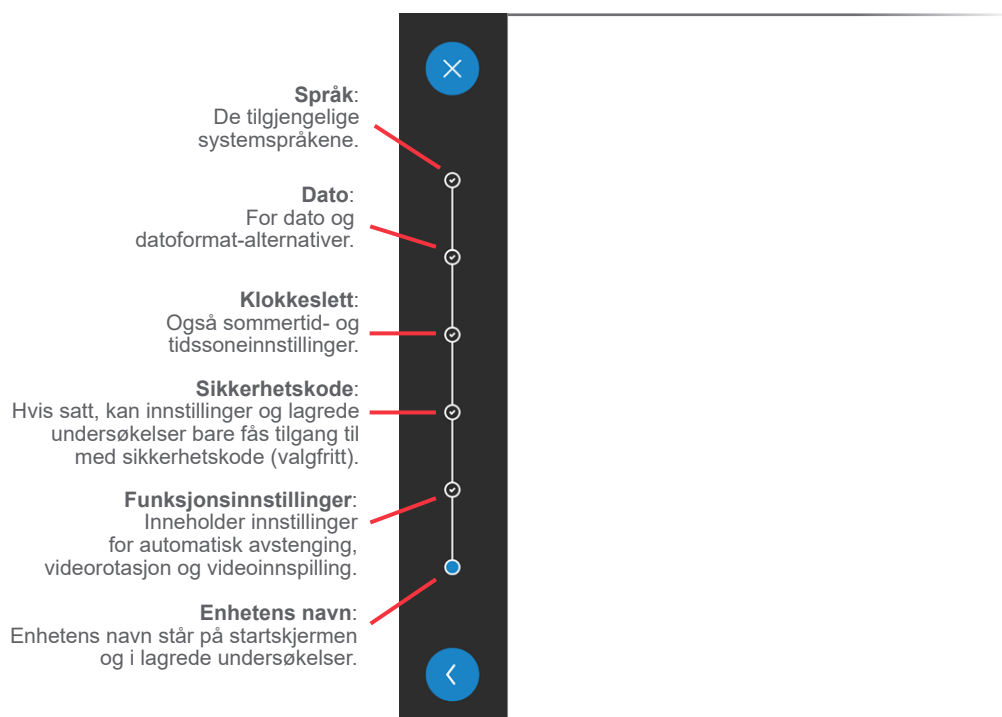 Språk:
De tilgjengelige
systemspråkene.
Dato:
For dato og
datoformat-alternativer.
Klokkeslett:
Også sommertid- og
tidssoneinnstillinger.
Sikkerhetskode:
Hvis satt, kan innstillinger og lagrede
undersøkelser bare fås tilgang til
med sikkerhetskode (valgfritt).
Funksjonsinnstillinger:
Inneholder innstillinger
for automatisk avstenging,
videorotasjon og videoinnspilling.
Enhetens navn:
Enhetens navn står på startskjermen
og i lagrede undersøkelser.